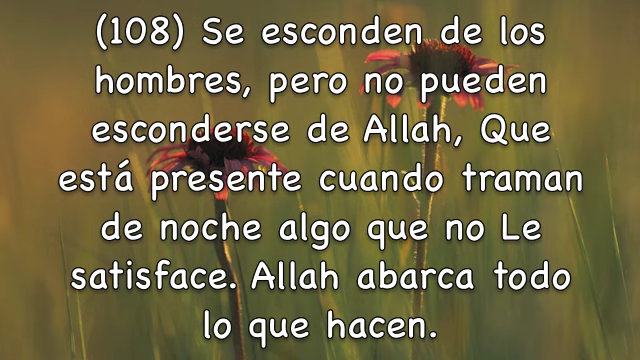 (108) Se esconden de los
hombres, pero no pueden
esconderse de Allah, Que
está presente cuando traman
de noche algo que no Le
satisface. Allah abarca todo
lo que hacen.